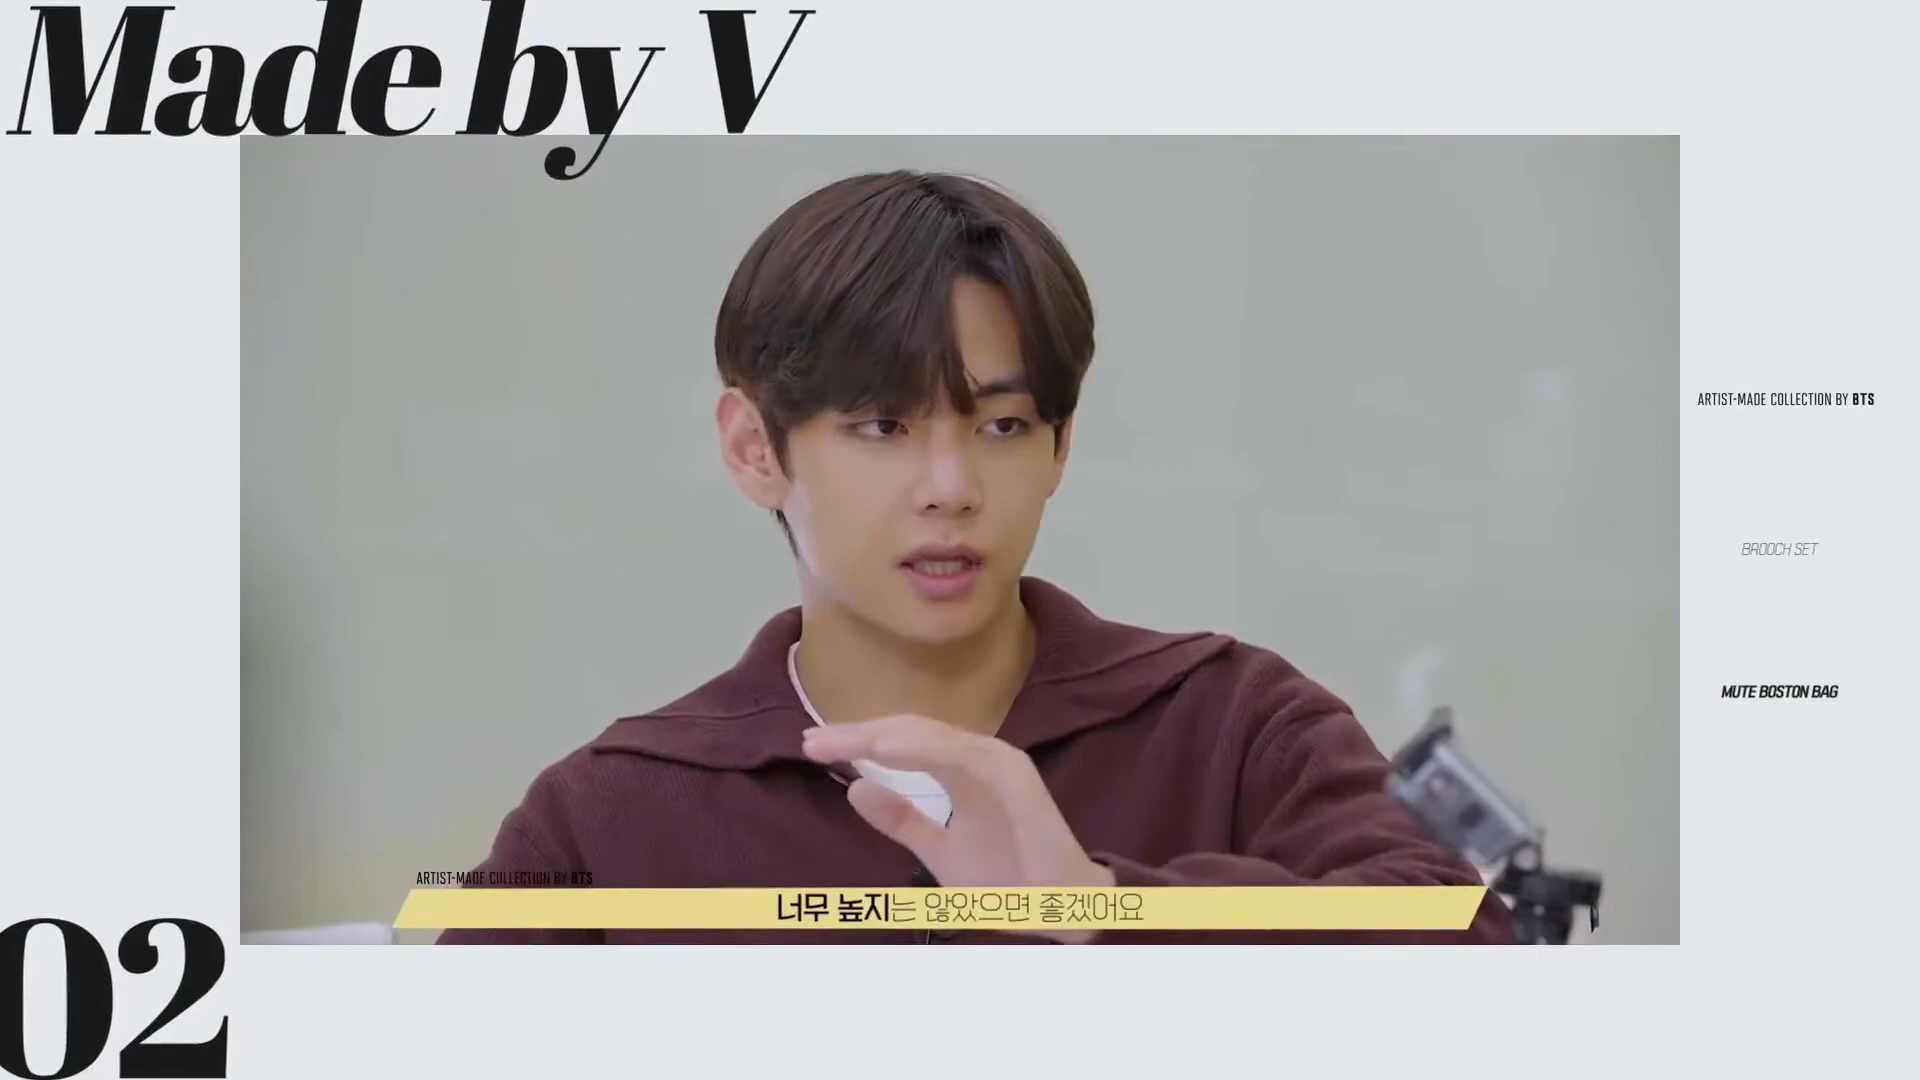 Made by V
ARTIST-MADE COLLECTION BY BTS
BROOCH SET
MUTE BOSTON BAG
ARTIST-MADE COLLECTION BY BTS
너무 높지는 않았으면 좋겠어요
02